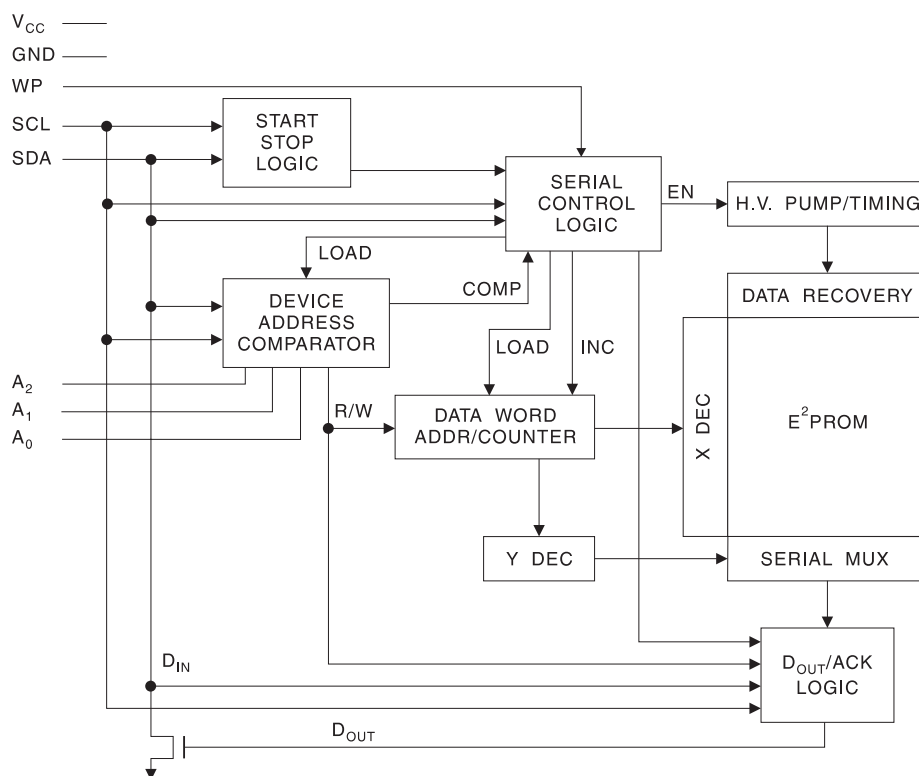 VCC
GND
WP
SCL
SDA
START
STOP
LOGIC
SERIAL
CONTROL
LOGIC
EN
H.V. PUMP/TIMING
LOAD
COMP
DEVICE
ADDRESS
COMPARATOR
DATA RECOVERY
LOAD
INC
A2
A1
A0
R/W
DATA WORD
ADDR/COUNTER
X DEC
E²PROM
Y DEC
SERIAL MUX
DIN
DOUT/ACK
LOGIC
DOUT